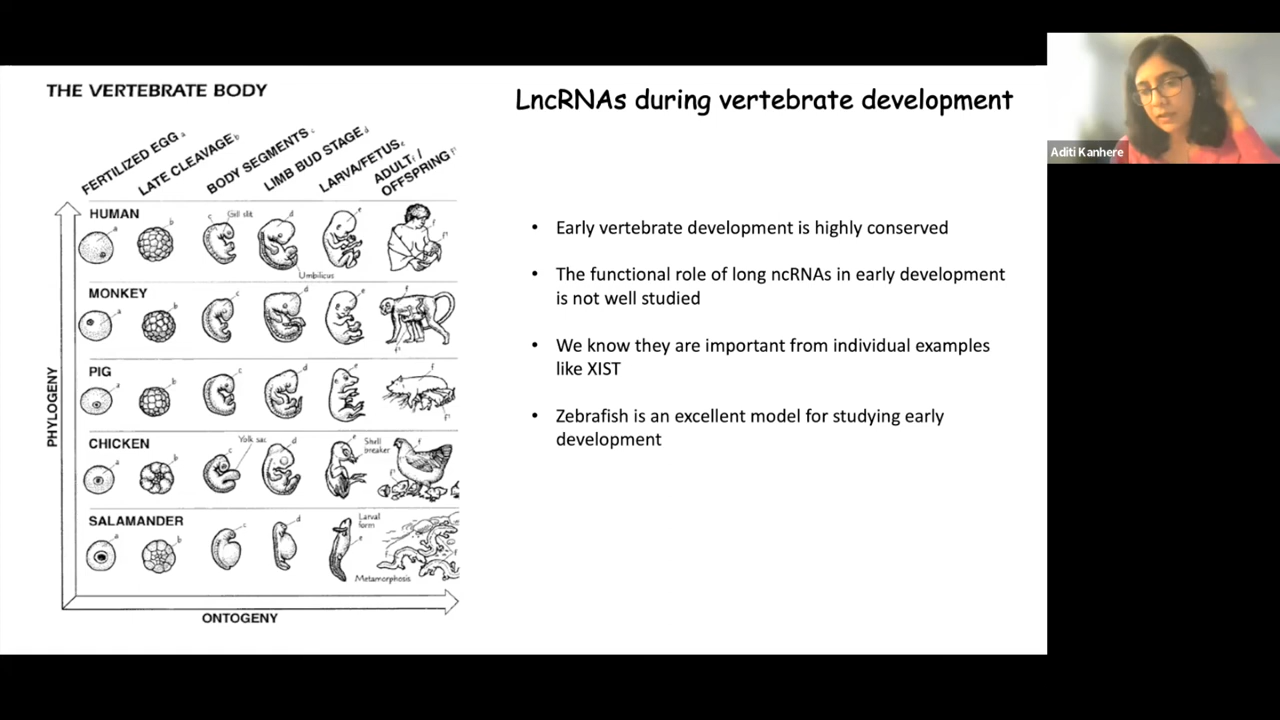 THE VERTEBRATE BODY
FERTILIZED EGG a
LATE CLEAVAGE b
BODY SEGMENTS c
LIMB BUD STAGE d
LARVA/FETUS e
ADULT f /
OFFSPRING f'
HUMAN
a
b
c
Gill slit
d
e
f
f'
Umbilicus
MONKEY
a
b
c
d
e
f
f'
PIG
a
b
c
d
e
f
f'
CHICKEN
a
b
Yolk sac
c
d
e
Shell
breaker
f
f'
SALAMANDER
a
b
c
d
Larval
form
e
f
Metamorphosis
PHYLOGENY
ONTOGENY
LncRNAs during vertebrate development
• Early vertebrate development is highly conserved
• The functional role of long ncRNAs in early development
is not well studied
• We know they are important from individual examples
like XIST
• Zebrafish is an excellent model for studying early
development
Aditi Kanhere